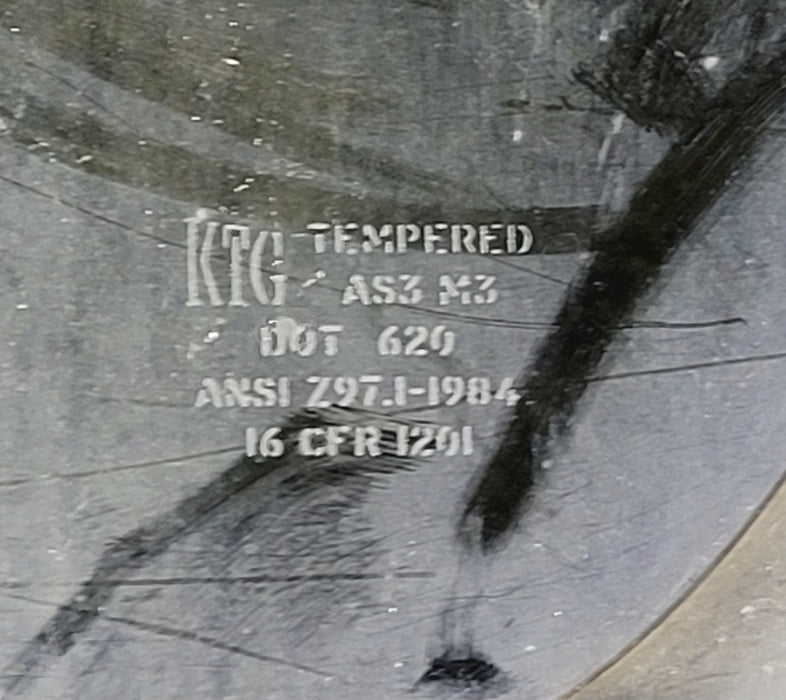 KTG TEMPERED
AS3 M3
DOT 620
ANSI Z97.1-1984
16 CFR 1201